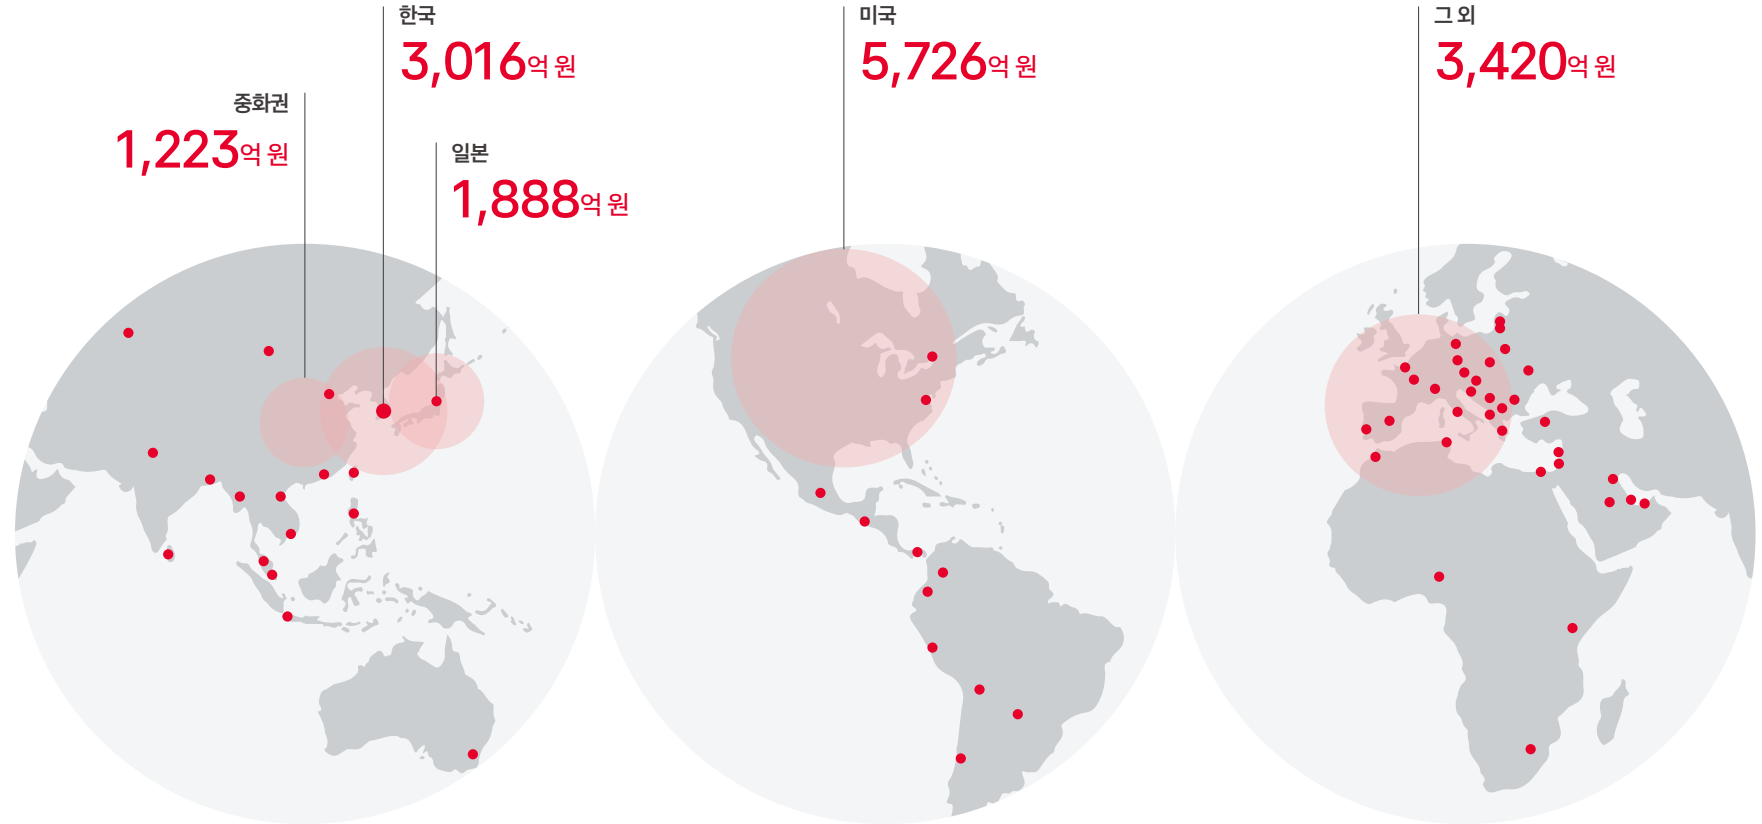 한국
3,016억 원
중화권
1,223억 원
일본
1,888억 원
미국
5,726억 원
그 외
3,420억 원